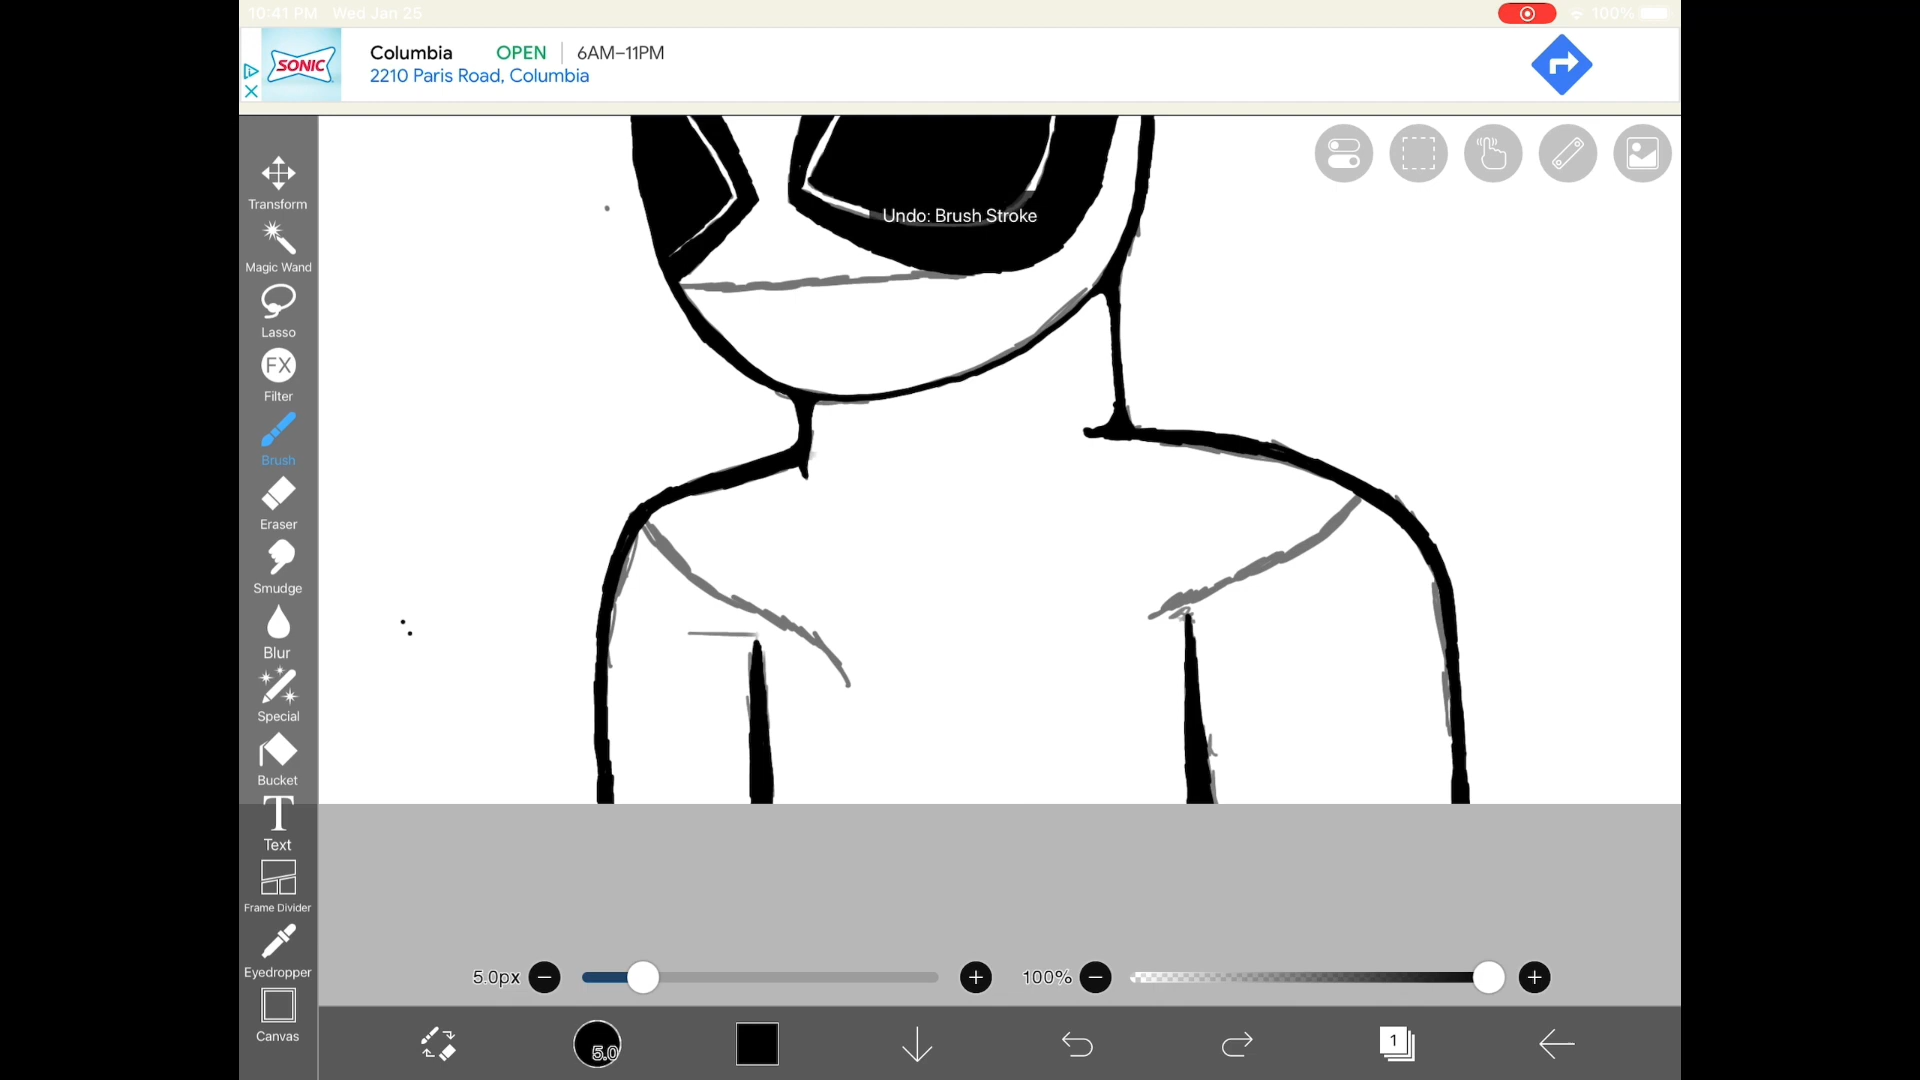 10:41 PM Wed Jan 25
100%
SONIC
Columbia OPEN 6AM–11PM
2210 Paris Road, Columbia
Undo: Brush Stroke
Transform
Magic Wand
Lasso
FX
Filter
Brush
Eraser
Smudge
Blur
Special
Bucket
T
Text
Frame Divider
Eyedropper
Canvas
5.0px
100%
5.0
1